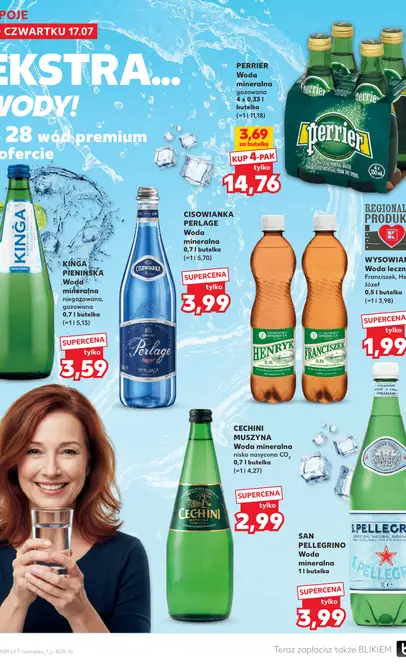 POJE
CZWARTKU 17.07
EKSTRA...
WODY!
28 wód premium
ofercie
PERRIER
Woda
mineralna
gazowana
4 x 0,33 l
butelka
(=1 l 11,18)
3,69
za butelkę
KUP 4-PAK
tylko
14,76
perrier
REGIONAL
PRODUK
KINGA
KINGA
PIENIŃSKA
Woda
mineralna
niegazowana,
gazowana
0,7 l butelka
(=1 l 5,13)
SUPERCENA
tylko
3,59
CISOWIANKA
PERLAGE
Woda
mineralna
0,7 l butelka
(=1 l 5,70)
SUPERCENA
tylko
3,99
CISOWIANKA
Perlage
HENRYK
FRANCISZEK
WYSOWIAN
Woda leczn
Franciszek, He
Józef
0,5 l butelka
(=1 l 3,98)
SUPERCENA
tylko
1,99
CECHINI
MUSZYNA
Woda mineralna
nisko nasycona CO₂
0,7 l butelka
(=1 l 4,27)
SUPERCENA
tylko
2,99
CECHINI
SAN
PELLEGRINO
Woda
mineralna
1 l butelka
SUPERCENA
tylko
3,99
S.PELLEGR
S.PELLEGR
Teraz zapłacisz także BLIKIEM